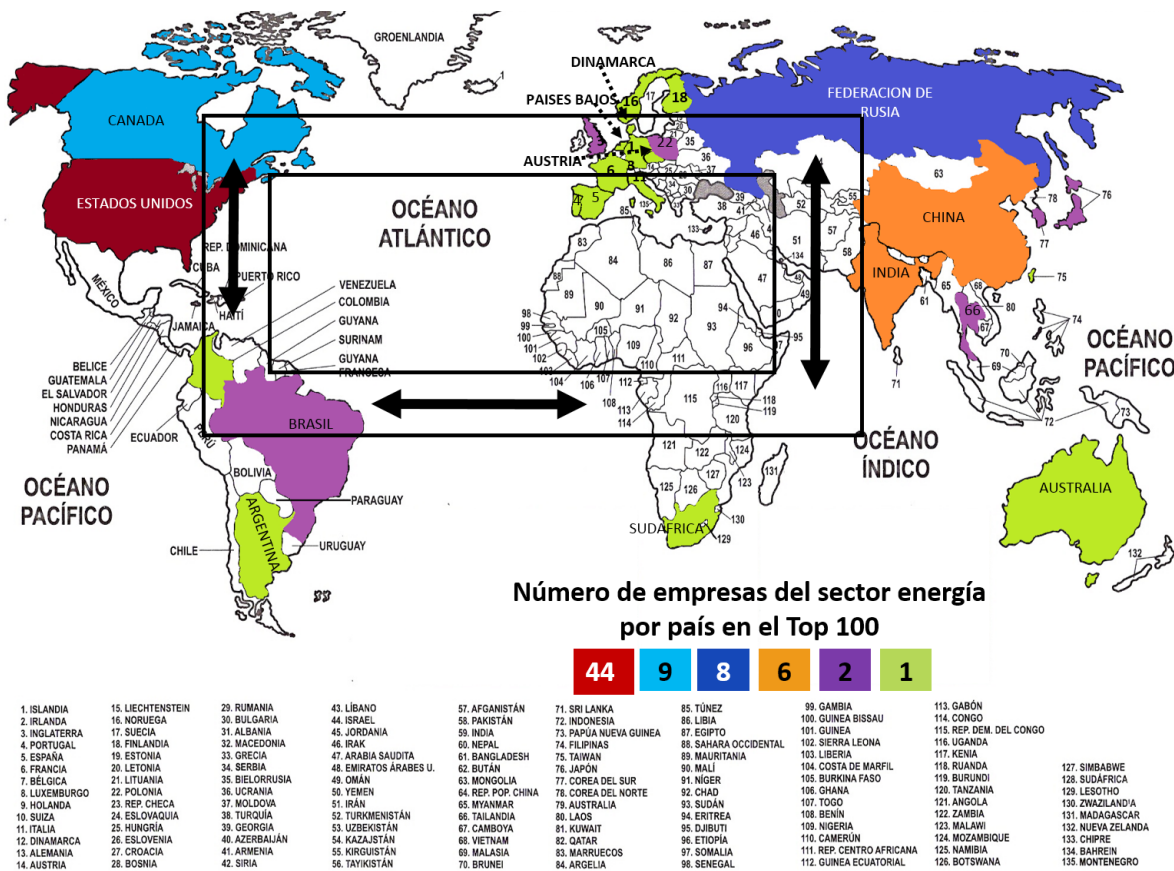 GROENLANDIA
1
DINAMARCA
CANADA
PAISES BAJOS
16
17
18
FEDERACION DE
RUSIA
AUSTRIA
22
35
36
37
63
78
76
77
ESTADOS UNIDOS
OCÉANO
ATLÁNTICO
CHINA
INDIA
REP. DOMINICANA
CUBA
PUERTO RICO
MÉXICO
HAITÍ
JAMAICA
VENEZUELA
COLOMBIA
GUYANA
SURINAM
GUYANA
FRANCESA
BELICE
GUATEMALA
EL SALVADOR
HONDURAS
NICARAGUA
COSTA RICA
PANAMÁ
ECUADOR
PERÚ
BRASIL
BOLIVIA
PARAGUAY
ARGENTINA
CHILE
URUGUAY
OCÉANO
PACÍFICO
OCÉANO
PACÍFICO
OCÉANO
ÍNDICO
SUDÁFRICA
AUSTRALIA
Número de empresas del sector energía
por país en el Top 100
44 9 8 6 2 1
1. ISLANDIA
2. IRLANDA
3. INGLATERRA
4. PORTUGAL
5. ESPAÑA
6. FRANCIA
7. BÉLGICA
8. LUXEMBURGO
9. HOLANDA
10. SUIZA
11. ITALIA
12. DINAMARCA
13. ALEMANIA
14. AUSTRIA
15. LIECHTENSTEIN
16. NORUEGA
17. SUECIA
18. FINLANDIA
19. ESTONIA
20. LETONIA
21. LITUANIA
22. POLONIA
23. REP. CHECA
24. ESLOVAQUIA
25. HUNGRÍA
26. ESLOVENIA
27. CROACIA
28. BOSNIA
29. RUMANIA
30. BULGARIA
31. ALBANIA
32. MACEDONIA
33. GRECIA
34. SERBIA
35. BIELORRUSIA
36. UCRANIA
37. MOLDOVA
38. TURQUÍA
39. GEORGIA
40. AZERBAIJÁN
41. ARMENIA
42. SIRIA
43. LÍBANO
44. ISRAEL
45. JORDANIA
46. IRAK
47. ARABIA SAUDITA
48. EMIRATOS ÁRABES U.
49. OMÁN
50. YEMEN
51. IRÁN
52. TURKMENISTÁN
53. UZBEKISTÁN
54. KAZAJSTÁN
55. KIRGUISTÁN
56. TAYIKISTÁN
57. AFGANISTÁN
58. PAKISTÁN
59. INDIA
60. NEPAL
61. BANGLADESH
62. BUTÁN
63. MONGOLIA
64. REP. POP. CHINA
65. MYANMAR
66. TAILANDIA
67. CAMBOYA
68. VIETNAM
69. MALASIA
70. BRUNEI
71. SRI LANKA
72. INDONESIA
73. PAPÚA NUEVA GUINEA
74. FILIPINAS
75. TAIWAN
76. JAPÓN
77. COREA DEL SUR
78. COREA DEL NORTE
79. AUSTRALIA
80. LAOS
81. KUWAIT
82. QATAR
83. MARRUECOS
84. ARGELIA
85. TÚNEZ
86. LIBIA
87. EGIPTO
88. SAHARA OCCIDENTAL
89. MAURITANIA
90. MALÍ
91. NÍGER
92. CHAD
93. SUDÁN
94. ERITREA
95. DJIBUTI
96. ETIOPÍA
97. SOMALIA
98. SENEGAL
99. GAMBIA
100. GUINEA BISSAU
101. GUINEA
102. SIERRA LEONA
103. LIBERIA
104. COSTA DE MARFIL
105. BURKINA FASO
106. GHANA
107. TOGO
108. BENÍN
109. NIGERIA
110. CAMERÚN
111. REP. CENTRO AFRICANA
112. GUINEA ECUATORIAL
113. GABÓN
114. CONGO
115. REP. DEM. DEL CONGO
116. UGANDA
117. KENIA
118. RUANDA
119. BURUNDI
120. TANZANIA
121. ANGOLA
122. ZAMBIA
123. MALAWI
124. MOZAMBIQUE
125. NAMIBIA
126. BOTSWANA
127. SIMBABWE
128. SUDÁFRICA
129. LESOTHO
130. ZWAZILANDIA
131. MADAGASCAR
132. NUEVA ZELANDA
133. CHIPRE
134. BAHREIN
135. MONTENEGRO